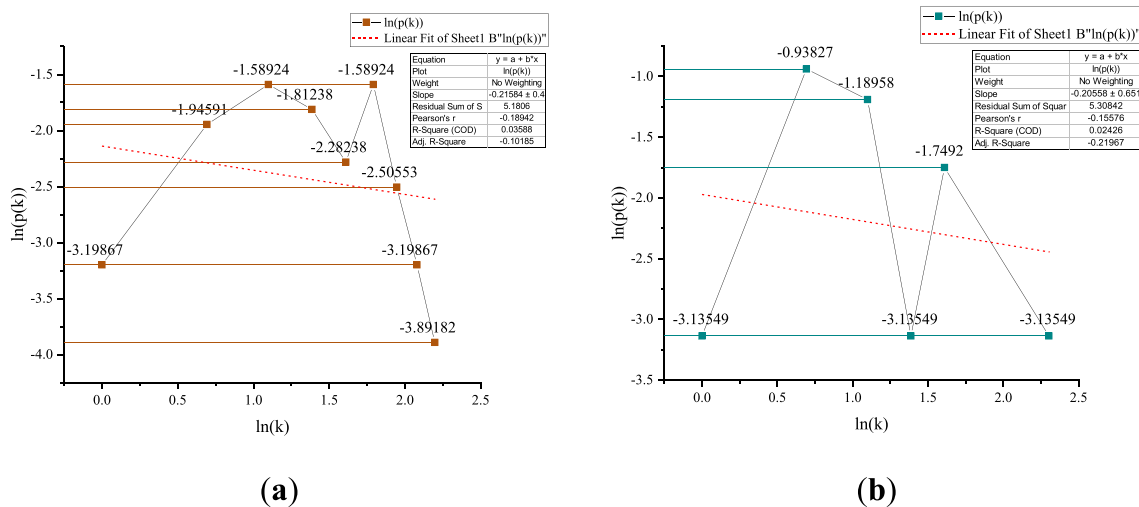 ln(p(k))
Linear Fit of Sheet1 B"ln(p(k))"
Equation y = a + b*x
Plot ln(p(k))
Weight No Weighting
Slope -0.21584 ± 0.4
Residual Sum of S 5.1806
Pearson's r -0.18942
R-Square (COD) 0.03588
Adj. R-Square -0.10185
-1.5
-2.0
-2.5
-3.0
-3.5
-4.0
ln(p(k))
-3.19867
-1.94591
-1.58924
-1.81238
-2.28238
-1.58924
-2.50553
-3.19867
-3.89182
0.0 0.5 1.0 1.5 2.0 2.5
ln(k)
(a)
ln(p(k))
Linear Fit of Sheet1 B"ln(p(k))"
Equation y = a + b*x
Plot ln(p(k))
Weight No Weighting
Slope -0.20558 ± 0.651
Residual Sum of Squar 5.30842
Pearson's r -0.15576
R-Square (COD) 0.02426
Adj. R-Square -0.21967
-1.0
-1.5
-2.0
-2.5
-3.0
-3.5
ln(p(k))
-3.13549
-0.93827
-1.18958
-3.13549
-1.7492
-3.13549
0.0 0.5 1.0 1.5 2.0 2.5
ln(k)
(b)